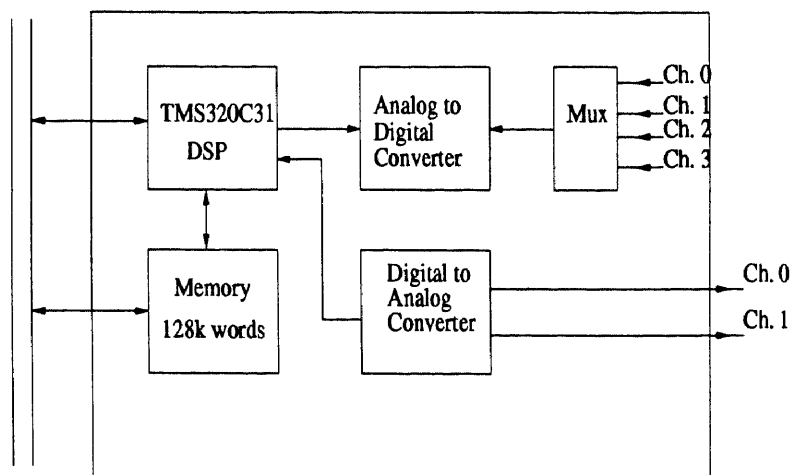 TMS320C31
DSP
Analog to
Digital
Converter
Mux
Ch. 0
Ch. 1
Ch. 2
Ch. 3
Memory
128k words
Digital to
Analog
Converter
Ch. 0
Ch. 1